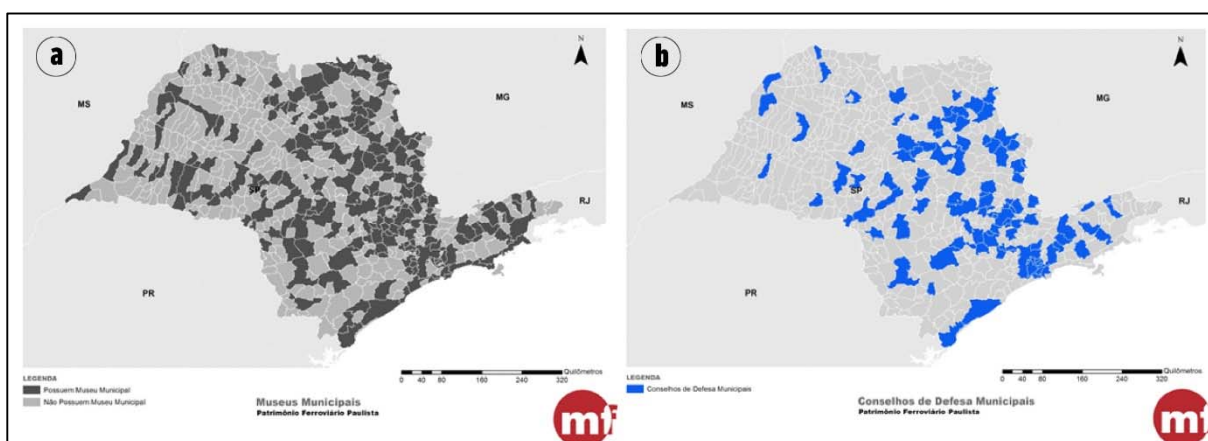 a
N
MS
MG
SP
RJ
PR
LEGENDA
Possuem Museu Municipal
Não Possuem Museu Municipal
Museus Municipais
Patrimônio Ferroviário Paulista
Quilômetros
0 20 40 80 160 240 320
mf
b
N
MS
MG
SP
RJ
PR
LEGENDA
Conselhos de Defesa Municipais
Conselhos de Defesa Municipais
Patrimônio Ferroviário Paulista
Quilômetros
0 20 40 80 160 240 320
mf